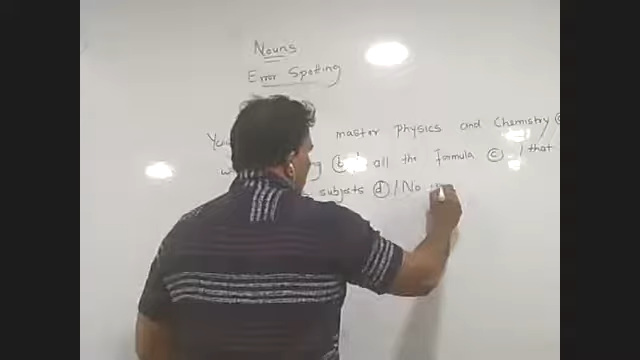 Nouns
Error Spotting
master Physics and Chemistry
(b) all the Formula (c) / that
subjects (d) / No